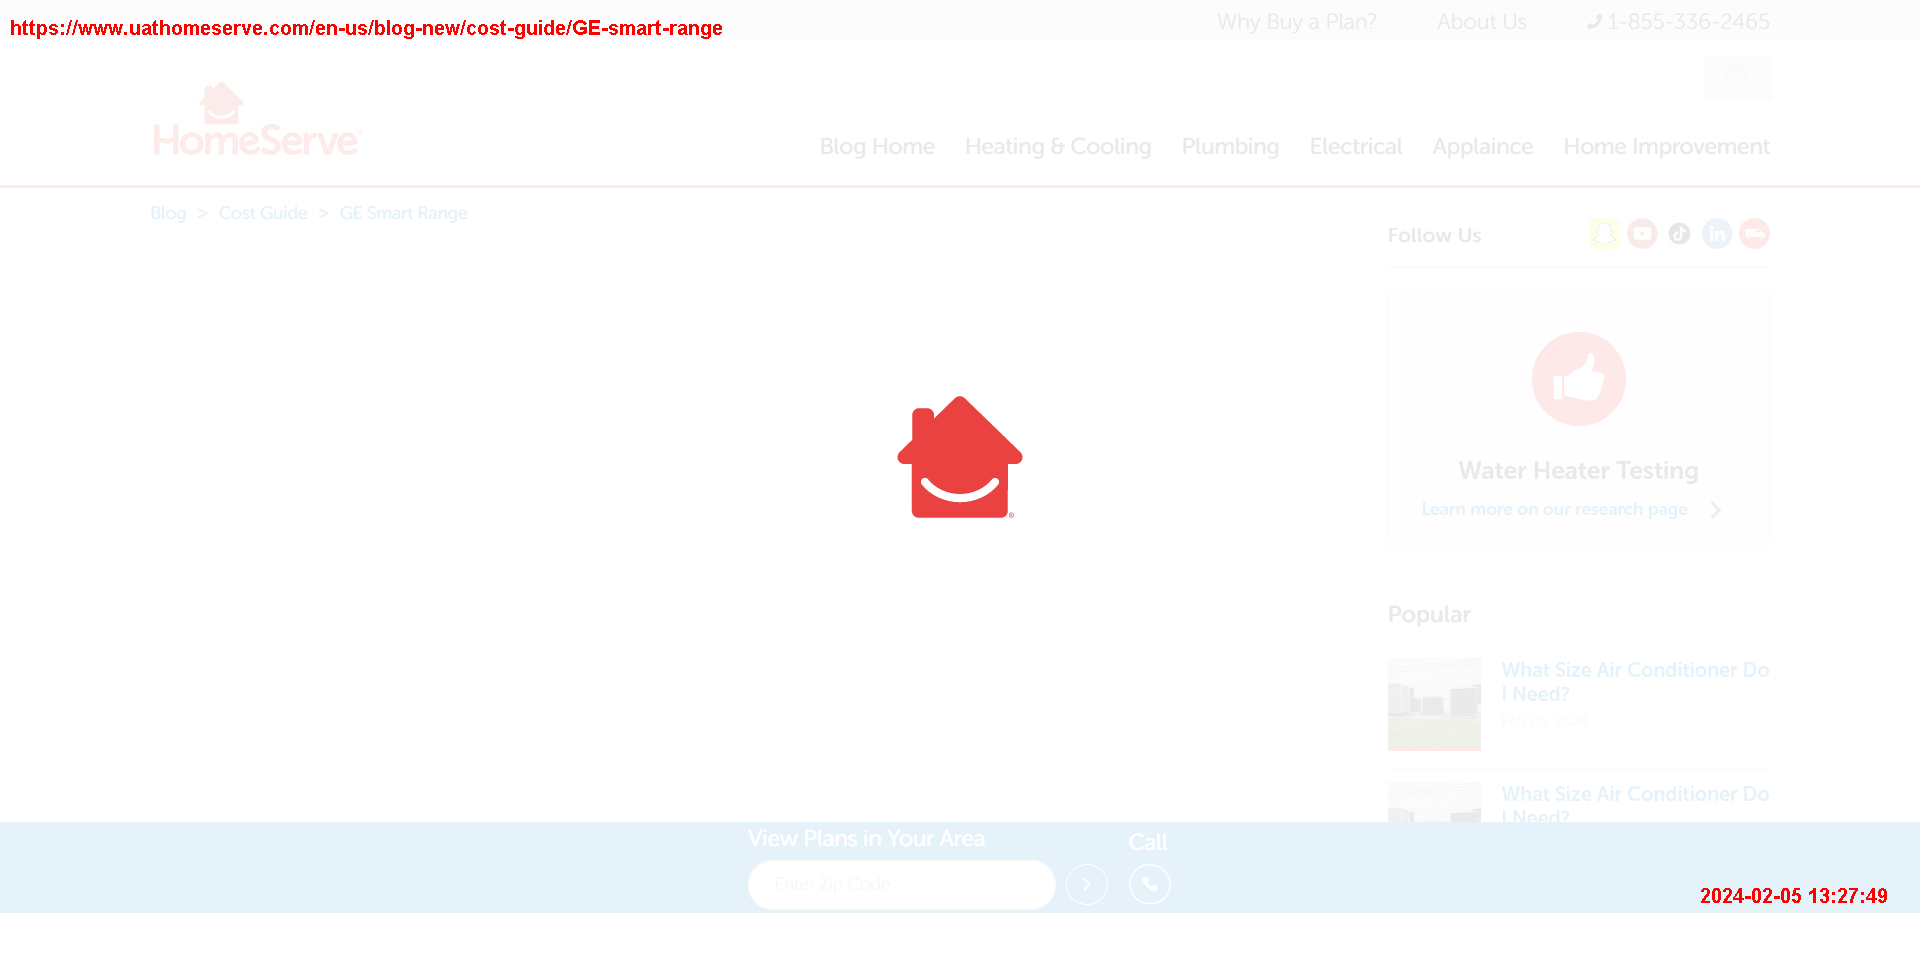 https://www.uathomeserve.com/en-us/blog-new/cost-guide/GE-smart-range
Why Buy a Plan? About Us 1-855-336-2465
HomeServe®
Blog Home Heating & Cooling Plumbing Electrical Applaince Home Improvement
Blog > Cost Guide > GE Smart Range
Follow Us
Water Heater Testing
Learn more on our research page
Popular
What Size Air Conditioner Do
I Need?
Feb 05, 2024
What Size Air Conditioner Do
I Need?
View Plans in Your Area
Call
Enter Zip Code
2024-02-05 13:27:49